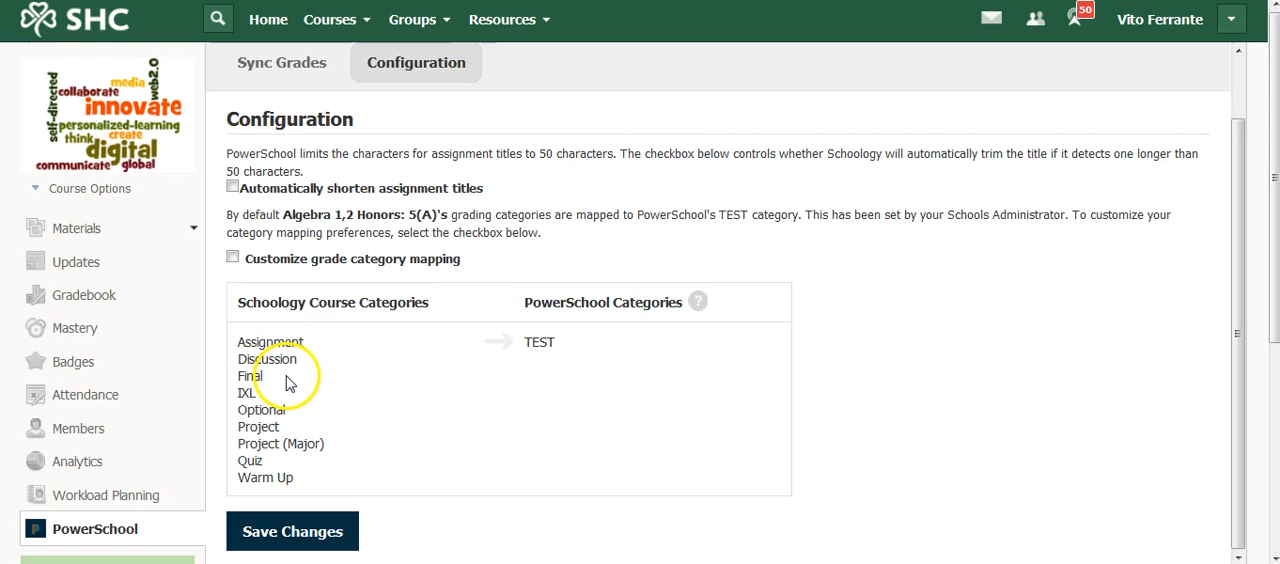 SHC
Home Courses Groups Resources
50
Vito Ferrante
Sync Grades Configuration
media
web2.0
self-directed
collaborate
innovate
personalized-learning
think create
digital
communicate global
Course Options
Materials
Updates
Gradebook
Mastery
Badges
Attendance
Members
Analytics
Workload Planning
P PowerSchool
Configuration
PowerSchool limits the characters for assignment titles to 50 characters. The checkbox below controls whether Schoology will automatically trim the title if it detects one longer than
50 characters.
Automatically shorten assignment titles
By default Algebra 1,2 Honors: 5(A)'s grading categories are mapped to PowerSchool's TEST category. This has been set by your Schools Administrator. To customize your
category mapping preferences, select the checkbox below.
Customize grade category mapping
Schoology Course Categories PowerSchool Categories ?
Assignment TEST
Discussion
Final
IXL
Optional
Project
Project (Major)
Quiz
Warm Up
Save Changes